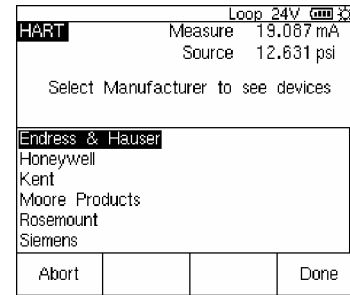 Loop 24V
HART Measure 19.087 mA
Source 12.631 psi
Select Manufacturer to see devices
Endress & Hauser
Honeywell
Kent
Moore Products
Rosemount
Siemens
Abort Done